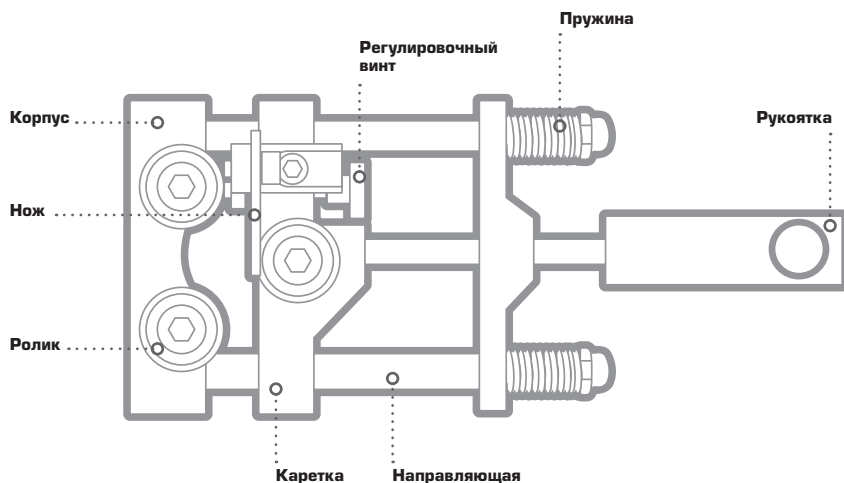 Пружина
Регулировочный
винт
Корпус
Рукоятка
Нож
Ролик
Каретка
Направляющая